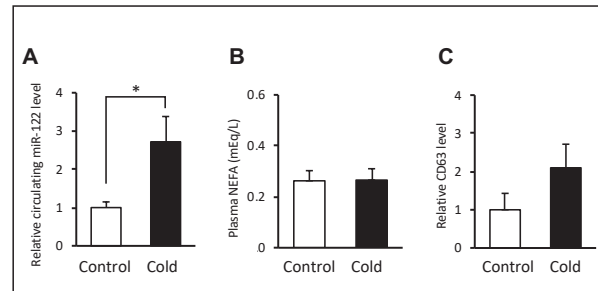 A
Relative circulating miR-122 level
4
3
2
1
0
*
Control
Cold
B
Plasma NEFA (mEq/L)
0.6
0.4
0.2
.0
Control
Cold
C
Relative CD63 level
4
2
1
0
Control
Cold